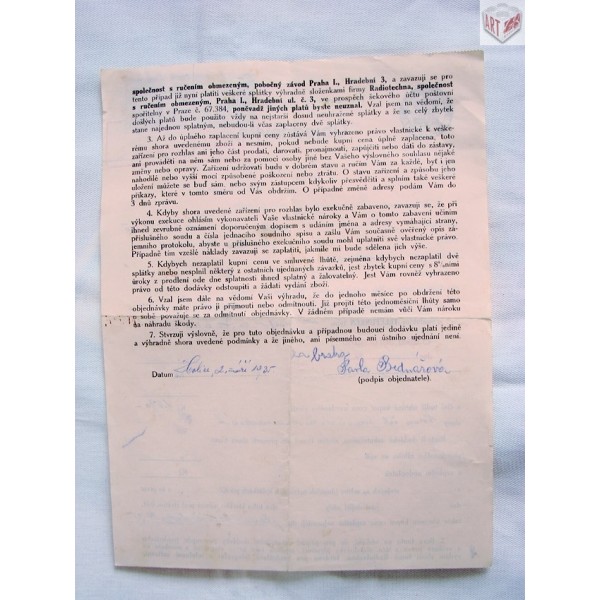 ART
společnost s ručením obmezeným, pobočný závod Praha I., Hradební 3, a zavazuji se pro
tento případ již nyní platiti veškeré splátky výhradně složenkami firmy Radiotechna, společnost
s ručením obmezeným, Praha I., Hradební ul. č. 3, ve prospěch šekového účtu poštovní
spořitelny v Praze č. 67.384, poněvadž jiných platů byste neuznal. Vzal jsem na vědomí, že
došlých platů bude použito vždy na nejstarší dosud neuhražené splátky a že se celý zbytek
stane najednou splatným, nebudou-li včas zaplaceny dvě splátky.
3. Až do úplného zaplacení kupní ceny zůstává Vám vyhrazeno právo vlastnické k veške-
rému shora uvedenému zboží a nesmím, pokud nebude kupní cena úplně zaplacena, toto
zařízení pro rozhlas ani jeho část prodati, darovati, pronajmouti, zapůjčiti nebo dáti do zástavy,
ani prováděti na něm sám nebo za pomoci osoby jiné bez Vašeho výslovného souhlasu nějaké
změny nebo opravy. Zařízení udržovati budu v dobrém stavu a ručím Vám za každé, byť i jen
nahodilé nebo vyšší mocí způsobené poškození nebo ztrátu. O stavu zařízení a způsobu jeho
uložení můžete se buď sám, nebo svým zástupcem kdykoliv přesvědčiti a splním také veškeré
příkazy, které v tomto směru od Vás obdržím. O případné změně adresy podám Vám do
3 dnů zprávu.
4. Kdyby shora uvedené zařízení pro rozhlas bylo exekučně zabaveno, zavazuji se, že při
výkonu exekuce ohlásím vykonavateli Vaše vlastnické nároky a Vám o tomto zabavení učiním
ihned zevrubné oznámení doporučeným dopisem s udáním jména a adresy vymáhající strany,
příslušného soudu a čísla jednacího soudního spisu a zašlu Vám současně ověřený opis zá-
jemního protokolu, abyste u příslušného exekučního soudu mohl uplatniti své vlastnické právo.
Případné tím vzešlé náklady zavazuji se zaplatiti, jakmile mi bude sdělena jich výše.
5. Kdybych nezaplatil kupní cenu ve smluvené lhůtě, zejména kdybych nezaplatil dvě
splátky anebo nesplnil některý z ostatních ujednaných závazků, jest zbytek kupní ceny s 8%ními
úroky z prodlení ode dne splatnosti ihned splatný a žalovatelný. Jest Vám rovněž vyhrazeno
právo od této dodávky odstoupiti a žádati vydání zboží.
6. Vzal jsem dále na vědomí Vaši výhradu, že do jednoho měsíce po obdržení této
objednávky máte právo ji přijmouti nebo odmítnouti. Již projití této jednoměsíční lhůty samo
o sobě považuje se za odmítnutí objednávky. V žádném případě nemám vůči Vám nároku
na náhradu škody.
7. Stvrzuji výslovně, že pro tuto objednávku a případnou budoucí dodávku platí jedině
a výhradně shora uvedené podmínky a že jiného, ani písemného ani ústního ujednání není.
Datum
2. září
Pavla Bednářová
(podpis objednatele).